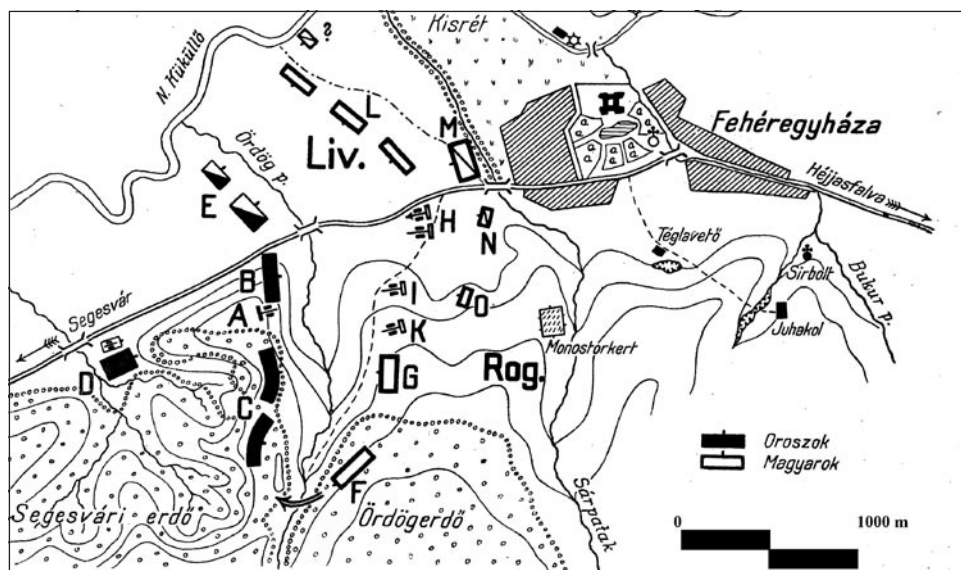 Kisrét
N. Küküllő
?
L
M
Fehéregyháza
Liv.
Ördög p.
Héjjasfalva
E
H
N
Téglavető
Sírbolt
Bukur p.
B
Segesvár
A
I
O
K
Monostorkert
Juhakol
D
G
Rog.
C
Oroszok
Magyarok
F
Segesvári erdő
Ördögerdő
Sárpatak
0 1000 m